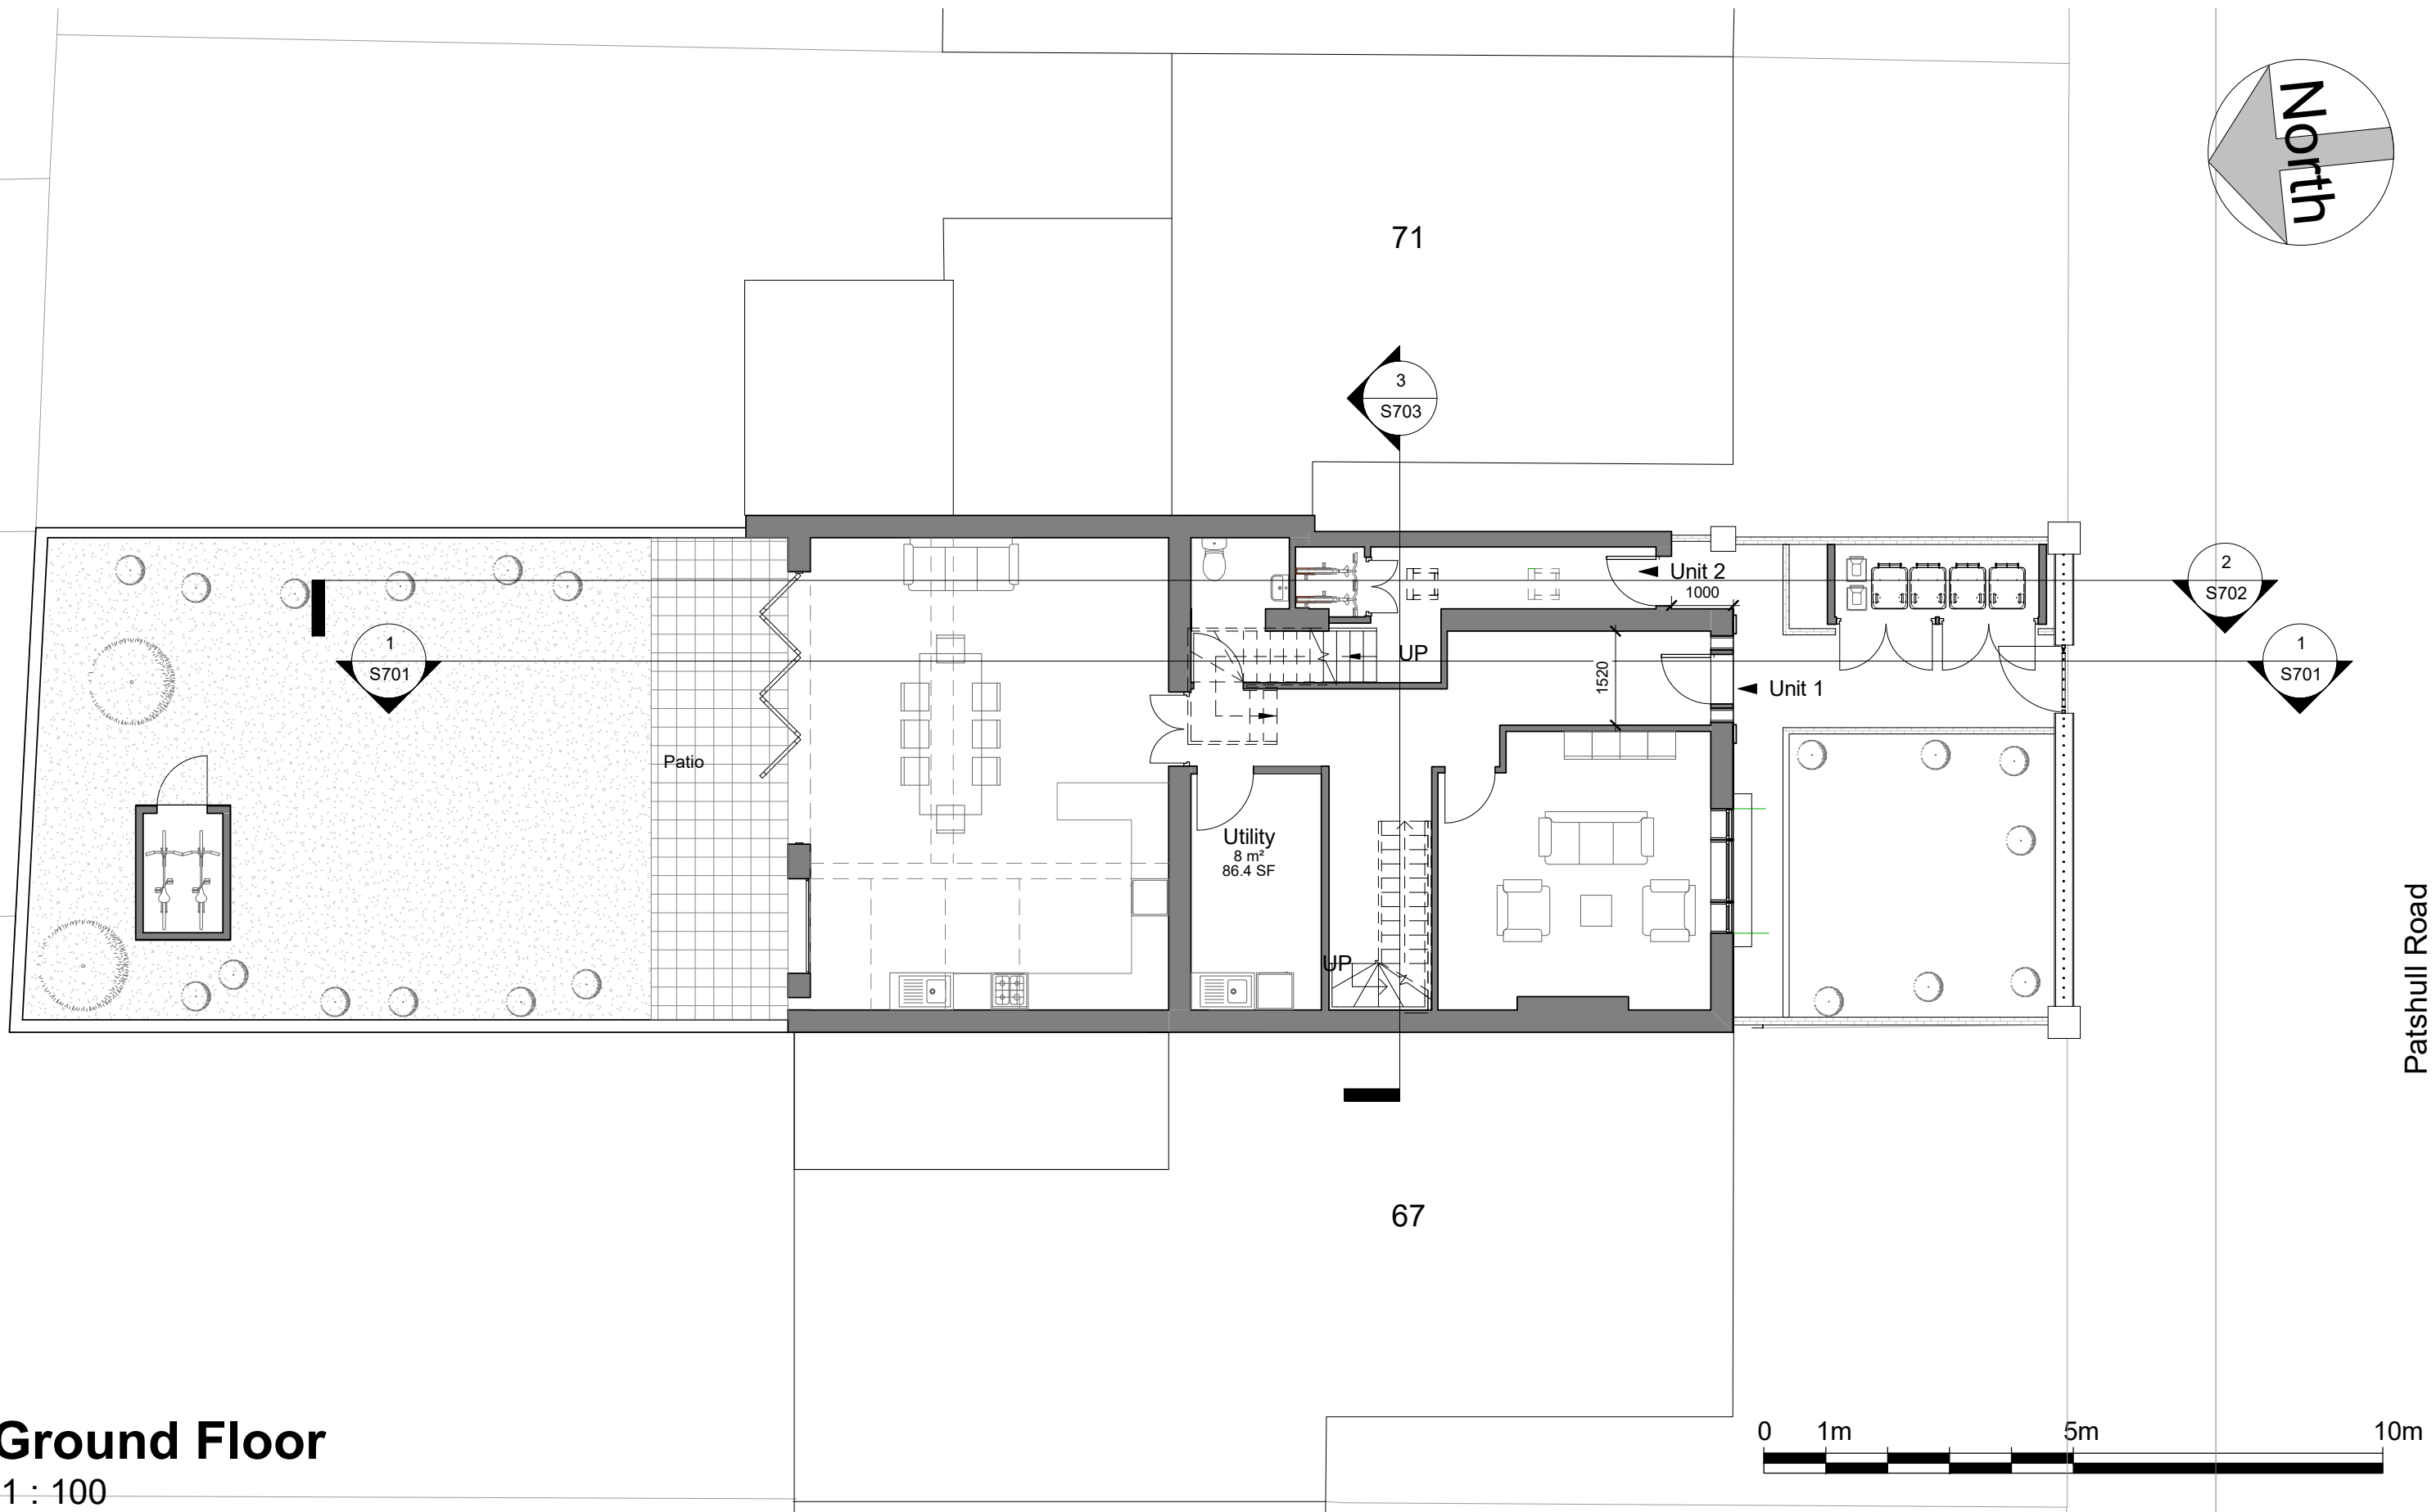 North
71
3
S703
Unit 2
1000
2
S702
1
S701
UP
1520
Unit 1
1
S701
Patio
Utility
8 m²
86.4 SF
UP
Patshull Road
67
Ground Floor
1 : 100
0 1m 5m 10m